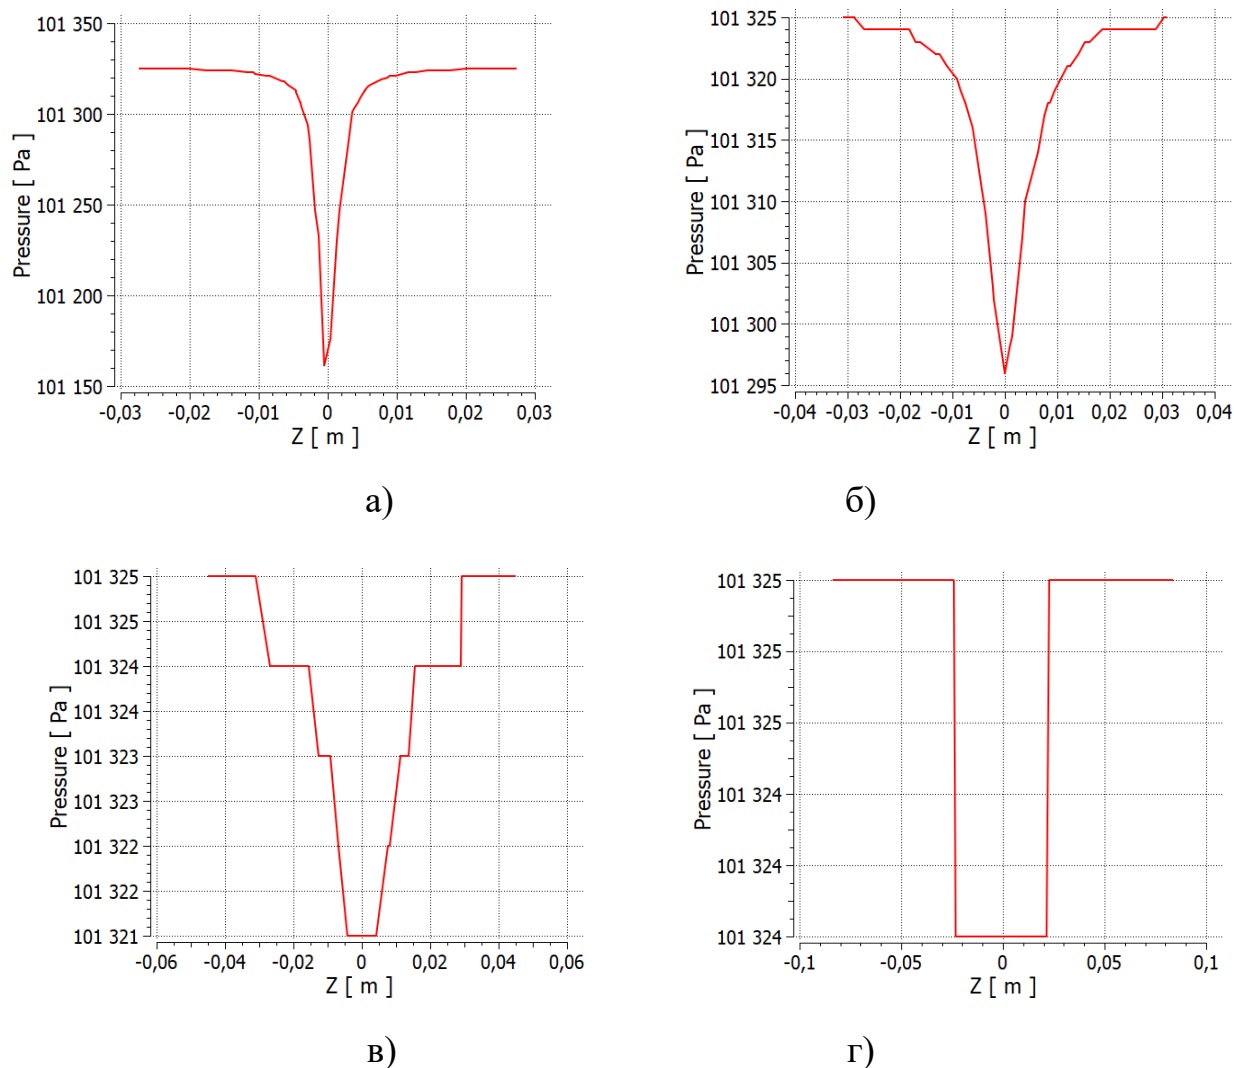 101 350
101 300
101 250
101 200
101 150
Pressure [ Pa ]
-0,03 -0,02 -0,01 0 0,01 0,02 0,03
Z [ m ]
а)
101 325
101 320
101 315
101 310
101 305
101 300
101 295
Pressure [ Pa ]
-0,04 -0,03 -0,02 -0,01 0 0,01 0,02 0,03 0,04
Z [ m ]
б)
101 325
101 325
101 324
101 324
101 323
101 323
101 322
101 322
101 321
Pressure [ Pa ]
-0,06 -0,04 -0,02 0 0,02 0,04 0,06
Z [ m ]
в)
101 325
101 325
101 325
101 324
101 324
101 324
Pressure [ Pa ]
-0,1 -0,05 0 0,05 0,1
Z [ m ]
г)